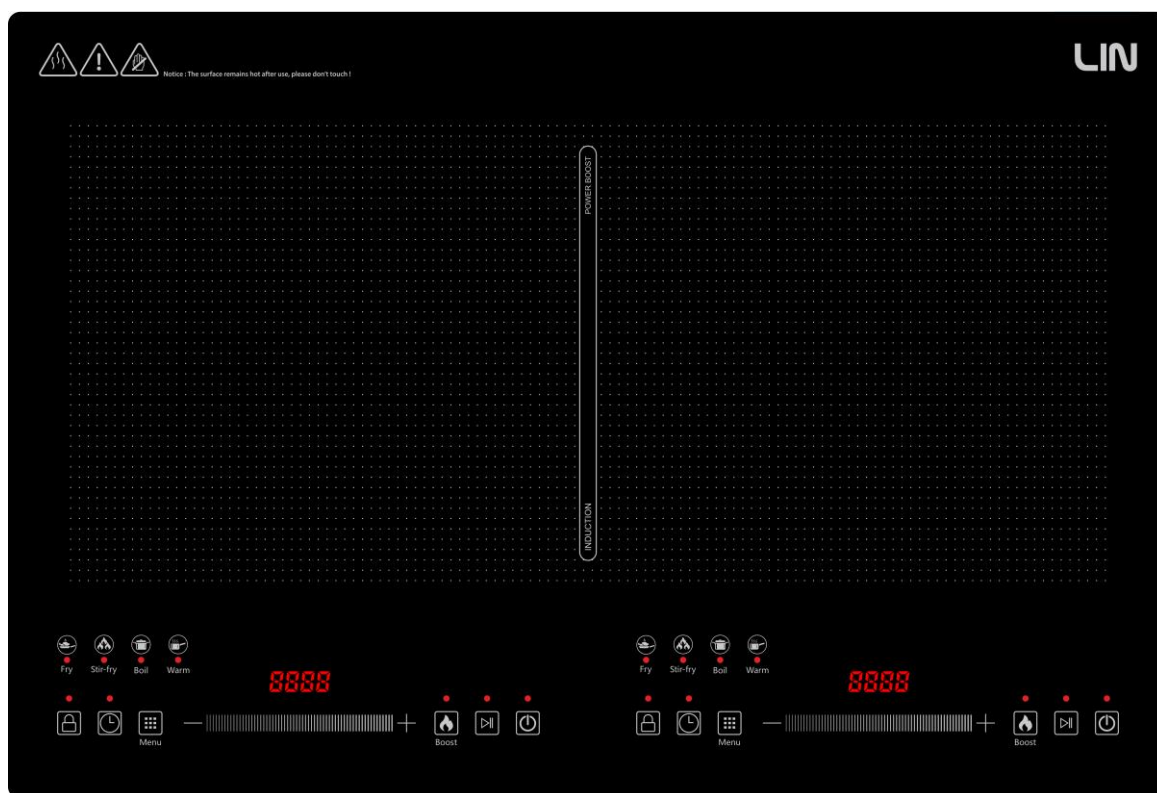 Notice : The surface remains hot after use, please don't touch !
LIN
POWER BOOST
INDUCTION
Fry Stir-fry Boil Warm
8888
Menu
Boost
Fry Stir-fry Boil Warm
8888
Menu
Boost